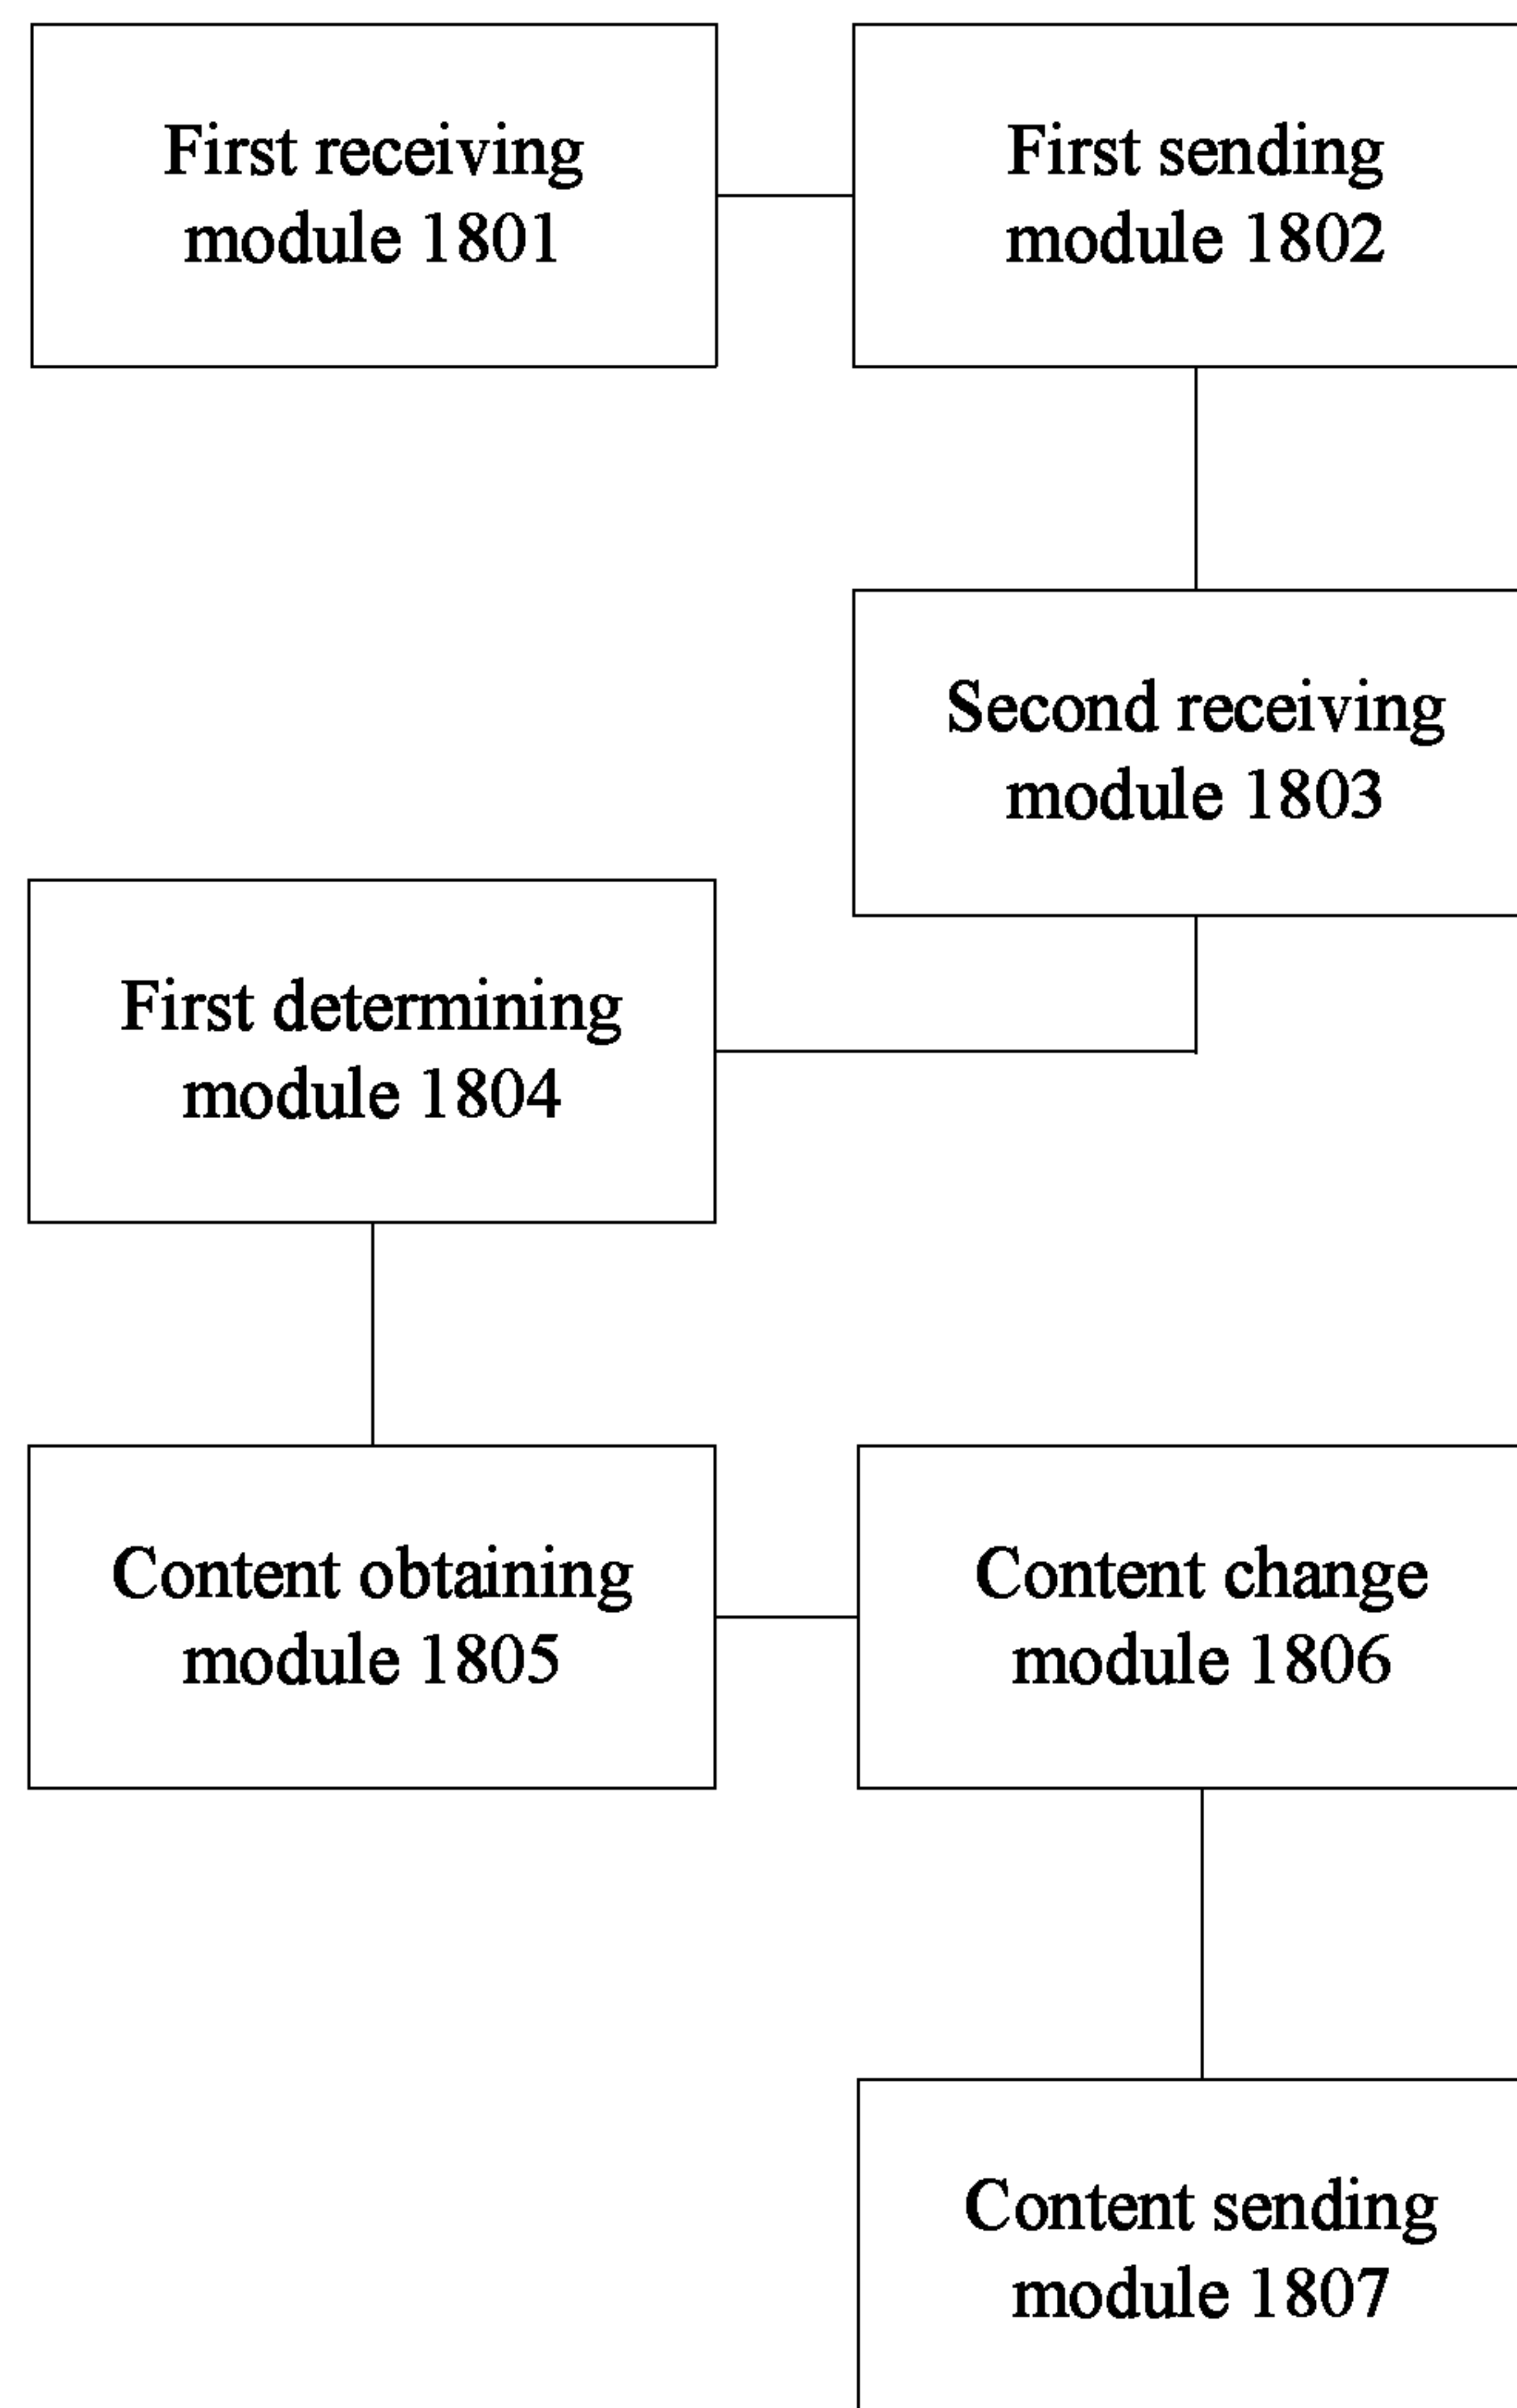 First receiving
module 1801
First sending
module 1802
Second receiving
module 1803
First determining
module 1804
Content obtaining
module 1805
Content change
module 1806
Content sending
module 1807